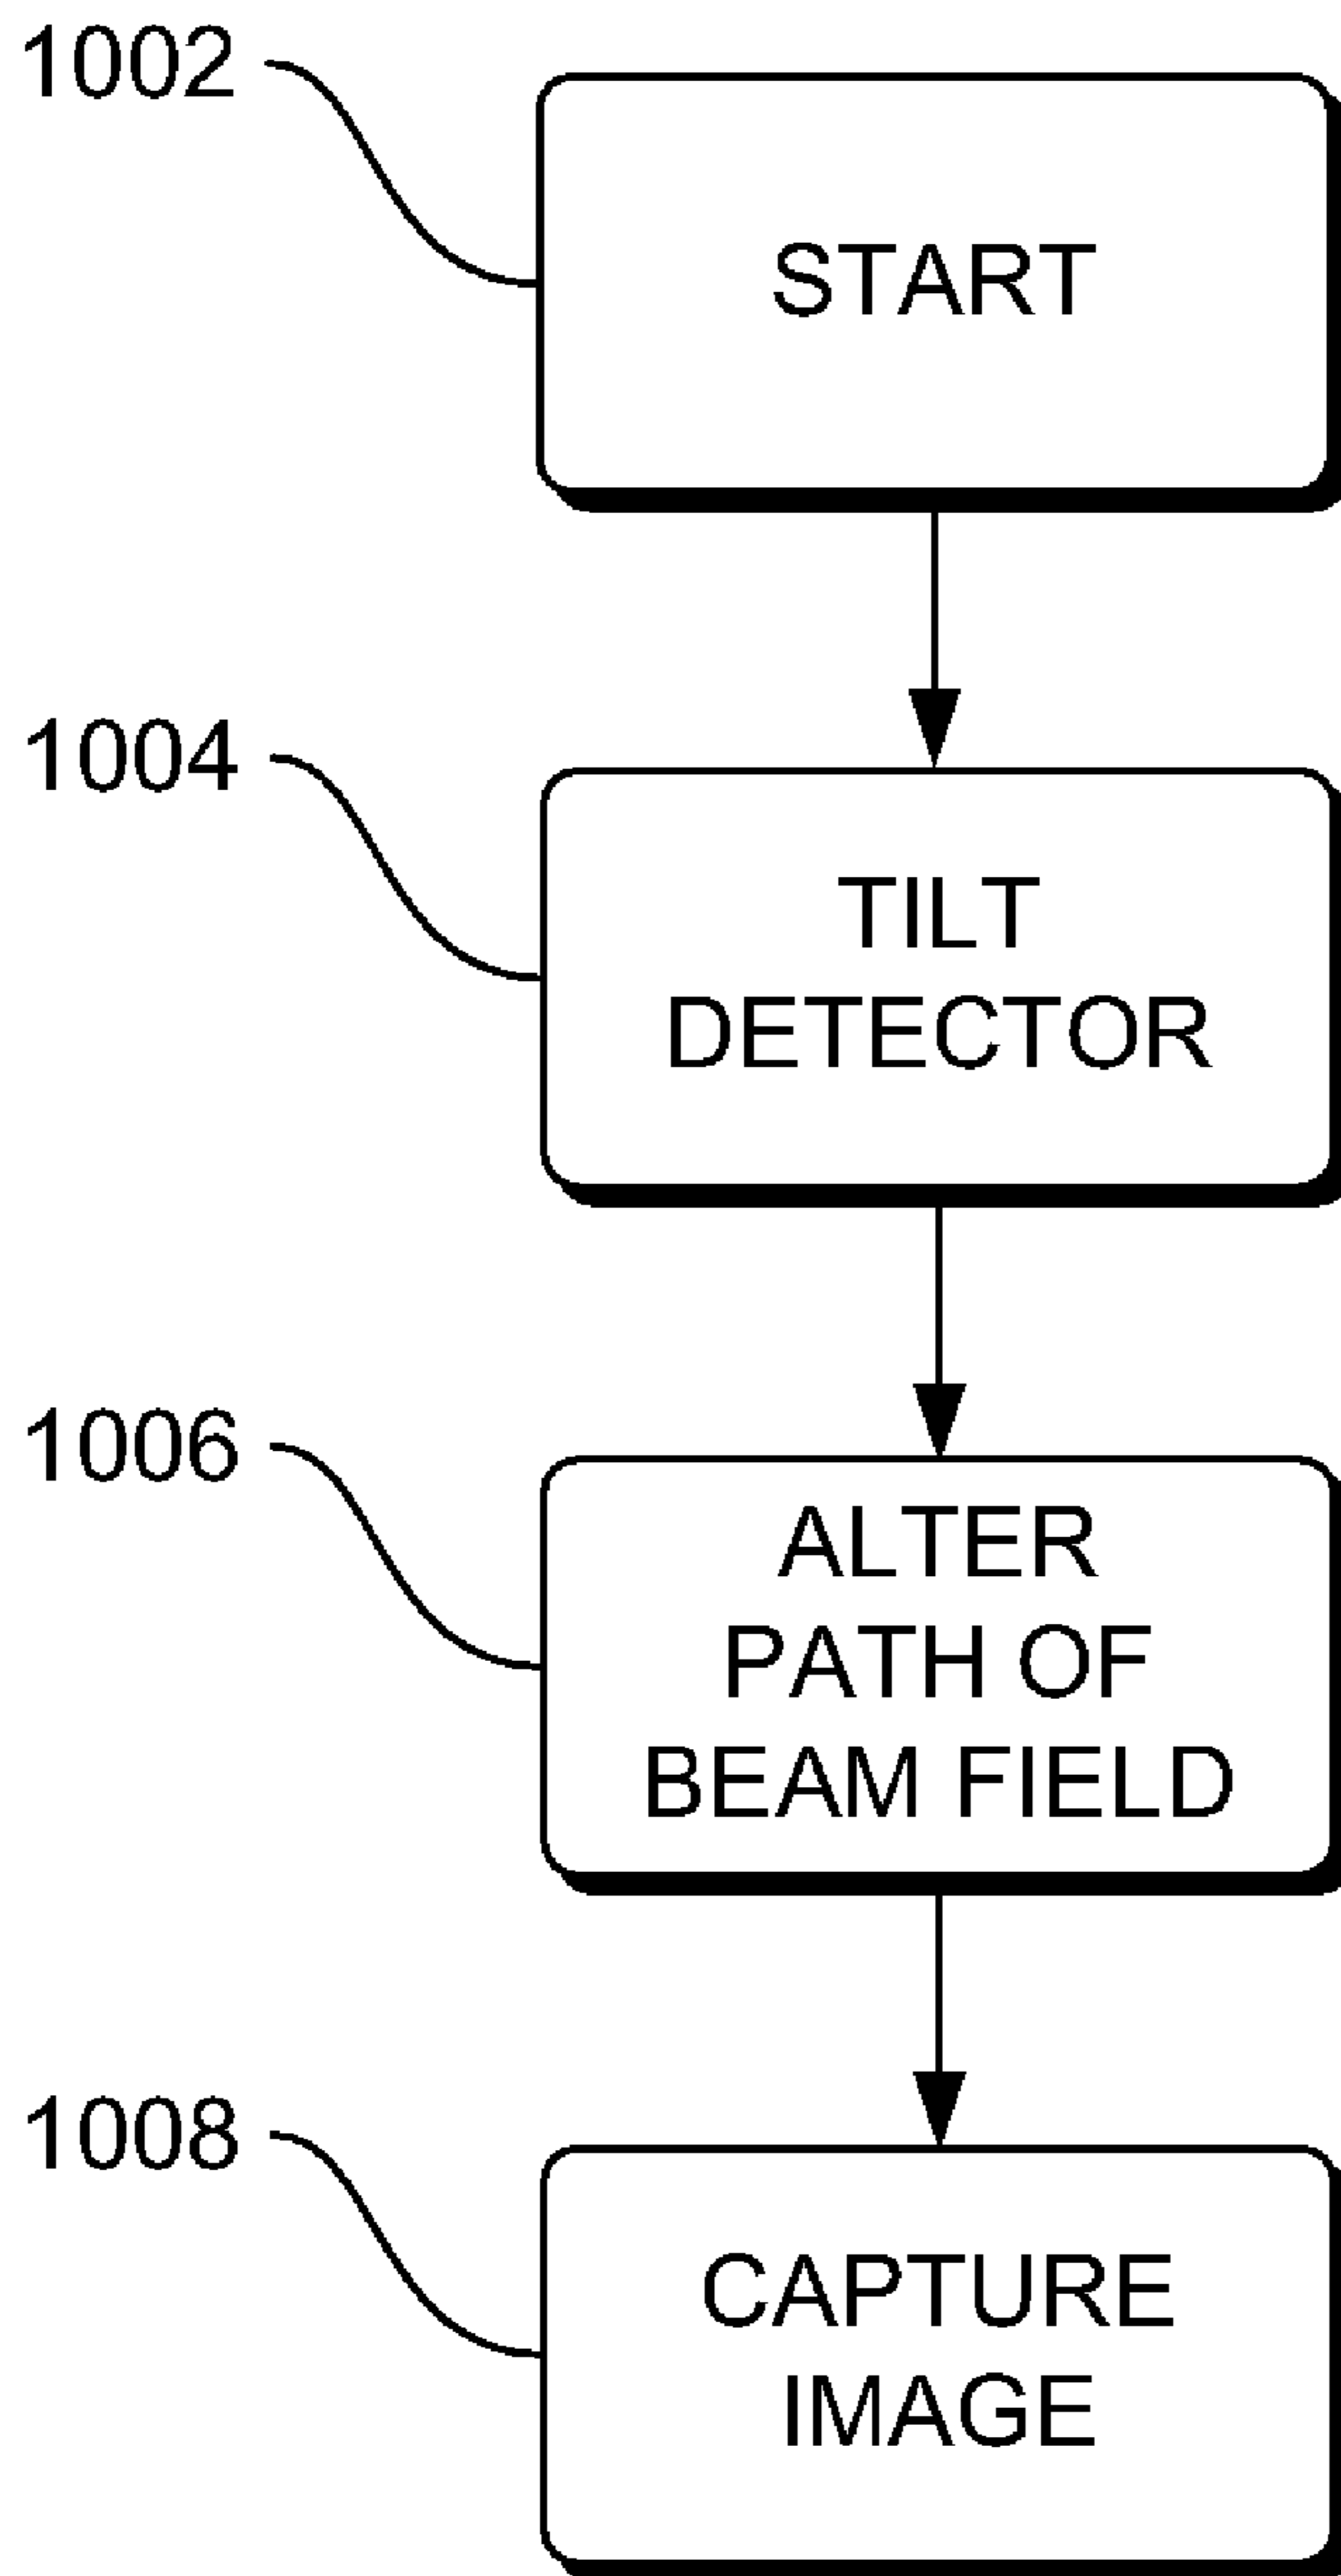 1002
START
1004
TILT
DETECTOR
1006
ALTER
PATH OF
BEAM FIELD
1008
CAPTURE
IMAGE